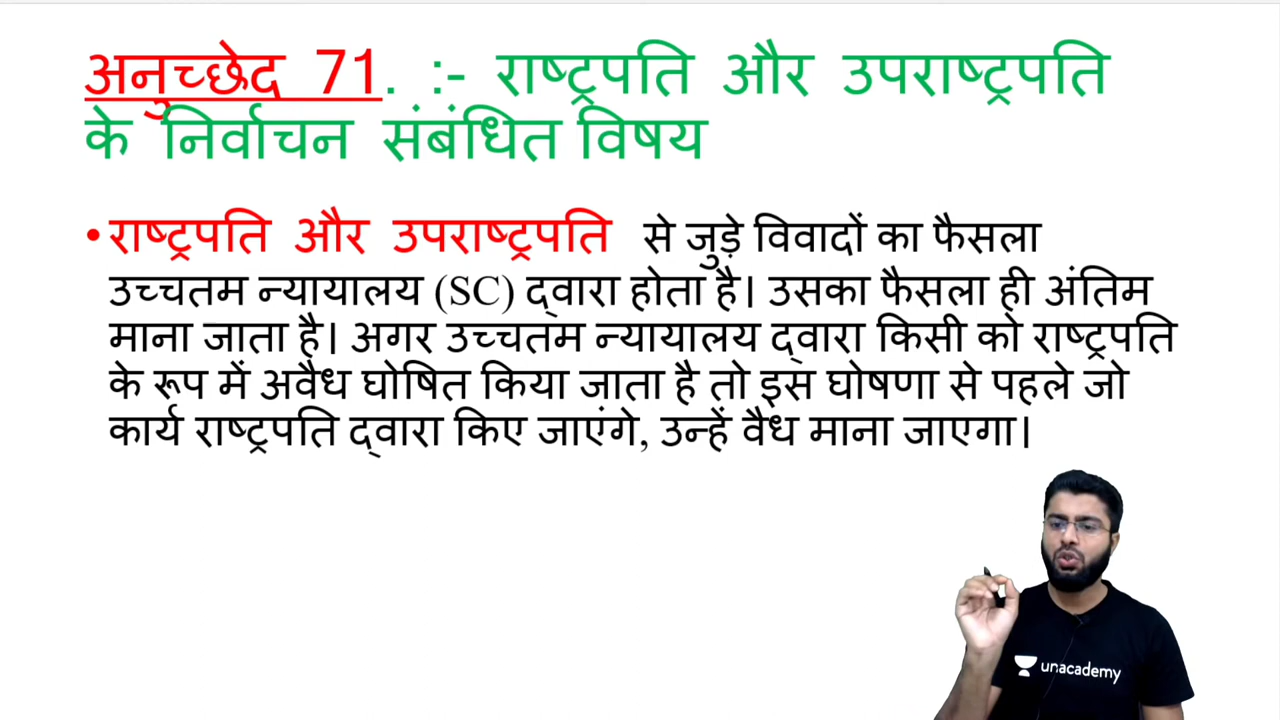 अनुच्छेद 71. :- राष्ट्रपति और उपराष्ट्रपति
के निर्वाचन संबंधित विषय
•राष्ट्रपति और उपराष्ट्रपति से जुड़े विवादों का फैसला
उच्चतम न्यायालय (SC) द्वारा होता है। उसका फैसला ही अंतिम
माना जाता है। अगर उच्चतम न्यायालय द्वारा किसी को राष्ट्रपति
के रूप में अवैध घोषित किया जाता है तो इस घोषणा से पहले जो
कार्य राष्ट्रपति द्वारा किए जाएंगे, उन्हें वैध माना जाएगा।
unacademy